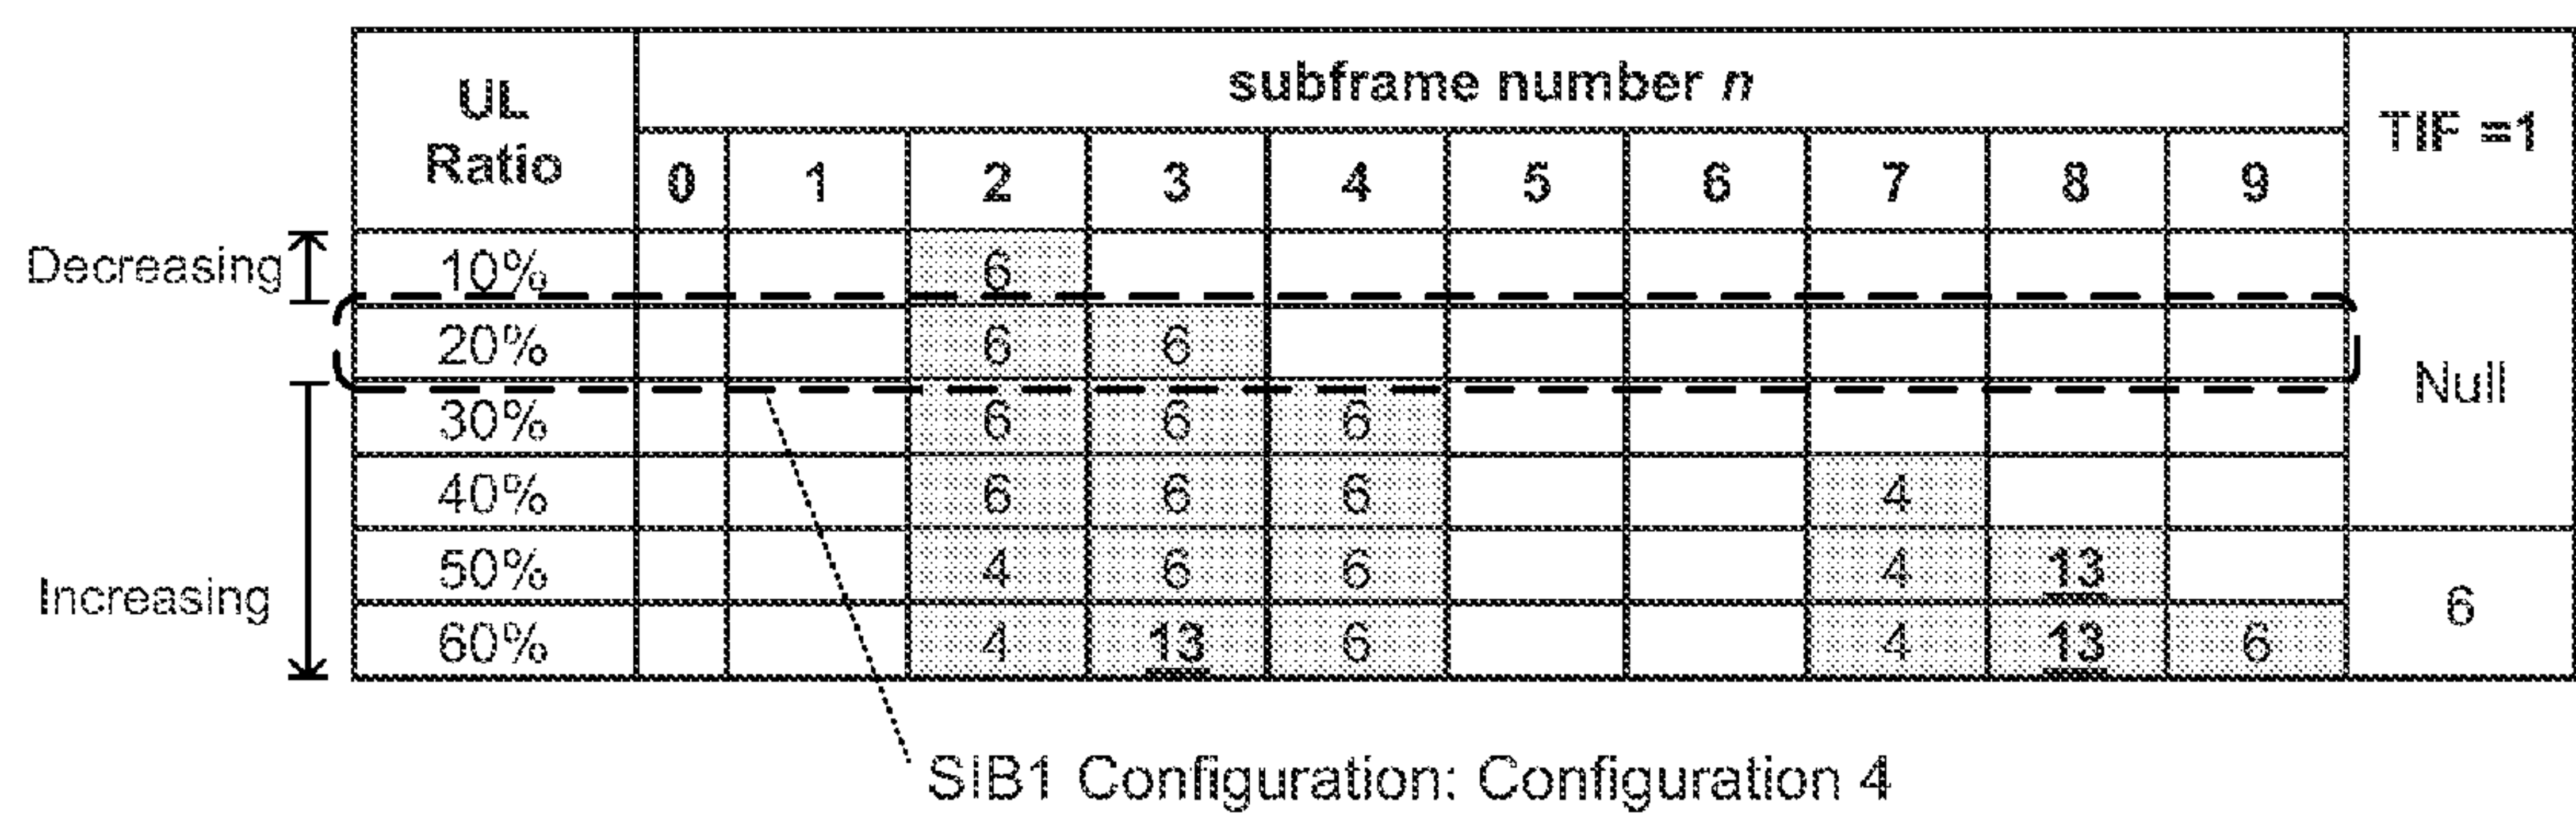 UL Ratio subframe number n TIF =1
0 1 2 3 4 5 6 7 8 9
Decreasing 10% 6
20% 6 6
Null
30% 6 6 6
40% 6 6 6 4
50% 4 6 6 4 13
Increasing
6
60% 4 13 6 4 13 6
SIB1 Configuration: Configuration 4